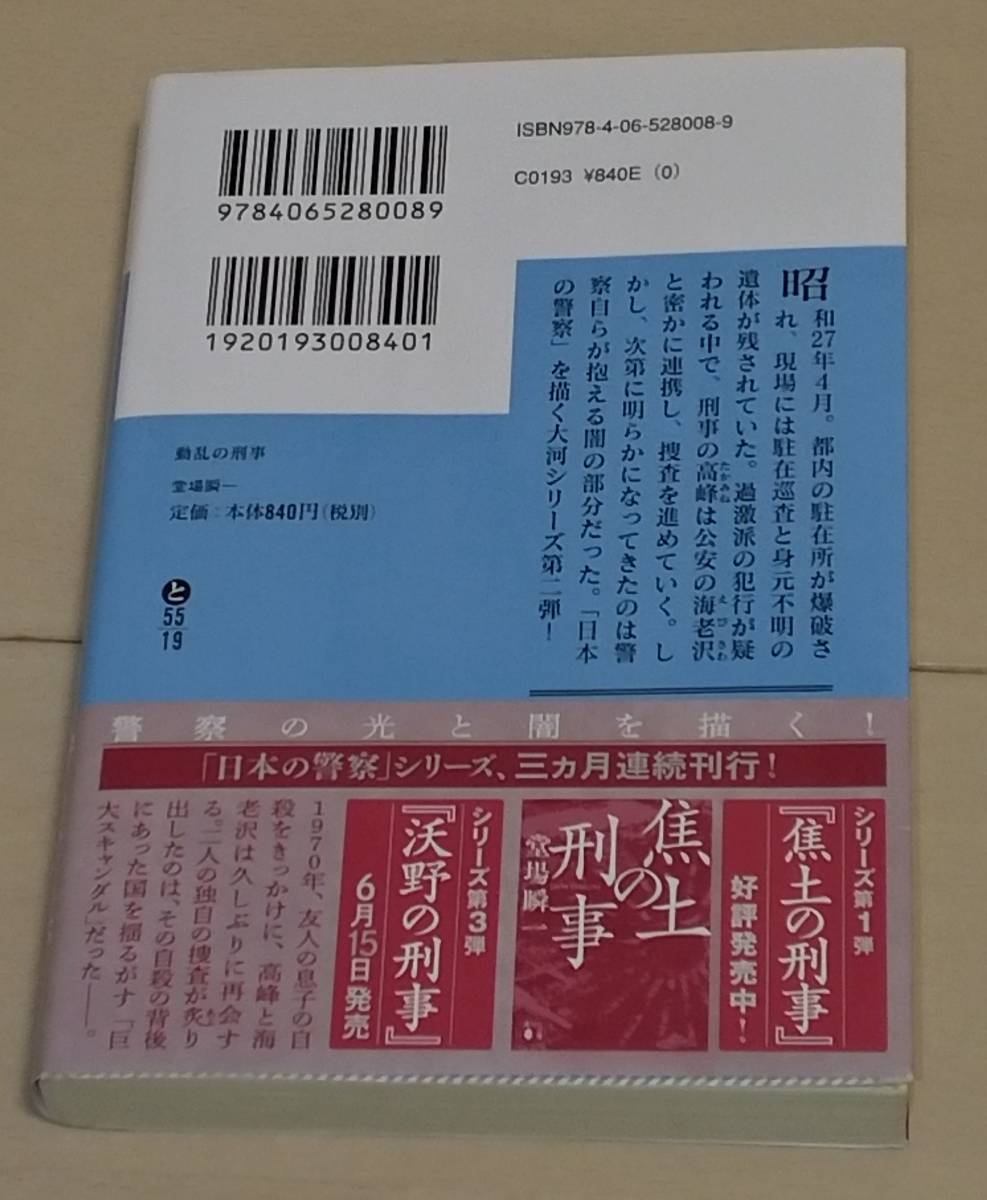 ISBN978-4-06-528008-9
C0193 ¥840E (0)
9784065280089
1920193008401
昭和27年4月。都内の駐在所が爆破さ
れ、現場には駐在巡査と身元不明の
遺体が残されていた。過激派の犯行が疑
われる中で、刑事の高峰は公安の海老沢
たかみね
えびさわ
と密かに連携し、捜査を進めていく。し
かし、次第に明らかになってきたのは警
察自らが抱える闇の部分だった。「日本
の警察」を描く大河シリーズ第二弾！
動乱の刑事
堂場瞬一
定価：本体840円（税別）
と
55
19
警察の光と闇を描く！
「日本の警察」シリーズ、三ヵ月連続刊行！
シリーズ第1弾
『焦土の刑事』
好評発売中！
焦土の
刑事
堂場瞬一
シリーズ第3弾
『沃野の刑事』
6月15日発売
1970年、友人の息子の自
殺をきっかけに、高峰と海
老沢は久しぶりに再会す
る。二人の独自の捜査が炙り
あぶ
出したのは、その自殺の背後
にあった国を揺るがす「巨
大スキャンダル」だった――。